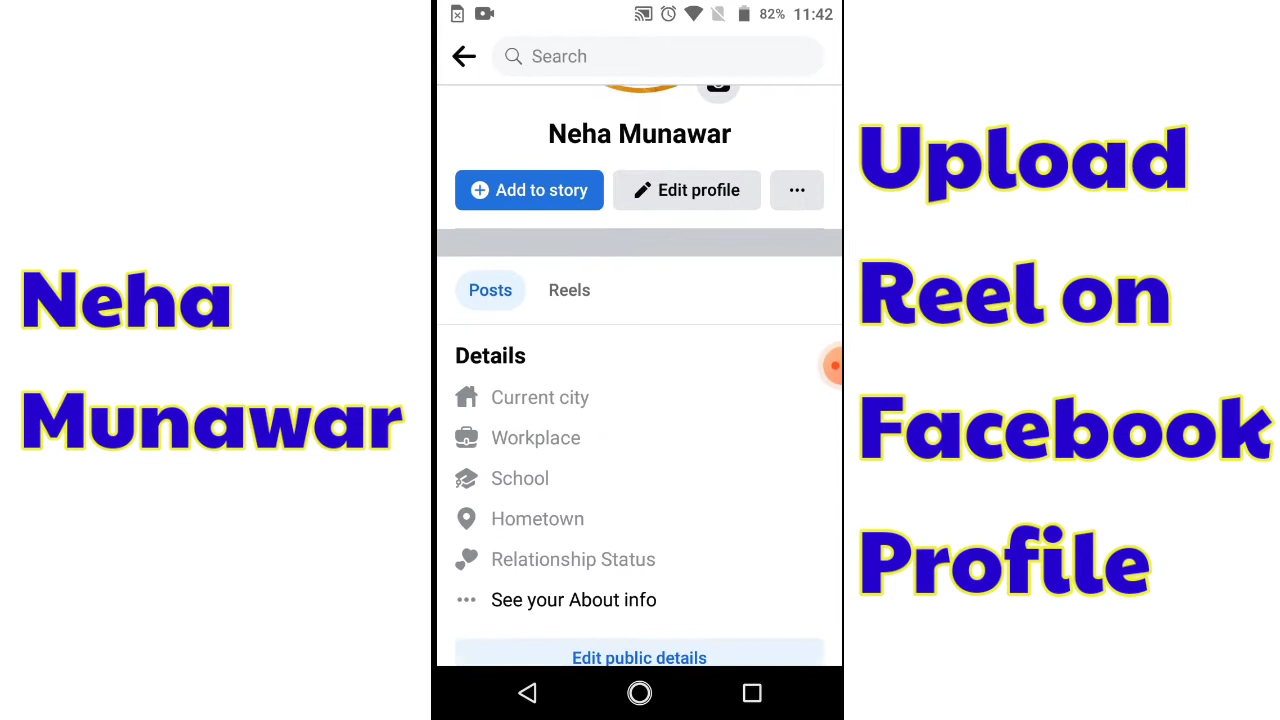 Neha
Munawar
82% 11:42
Search
Neha Munawar
Add to story
Edit profile
Posts
Reels
Details
Current city
Workplace
School
Hometown
Relationship Status
See your About info
Edit public details
Upload
Reel on
Facebook
Profile